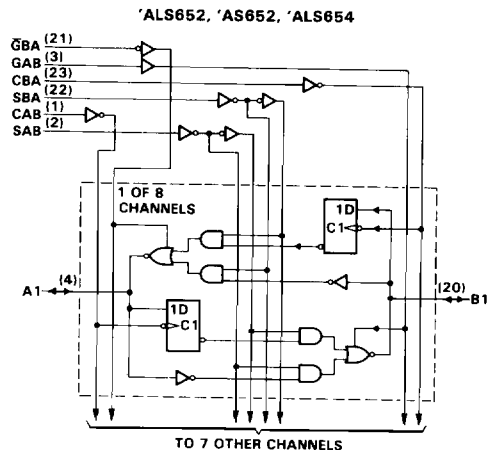 'ALS652, 'AS652, 'ALS654
G̅BA (21)
GAB (3)
CBA (23)
SBA (22)
CAB (1)
SAB (2)
1 OF 8
CHANNELS
1D
C1
A1 (4)
(20) B1
1D
C1
TO 7 OTHER CHANNELS